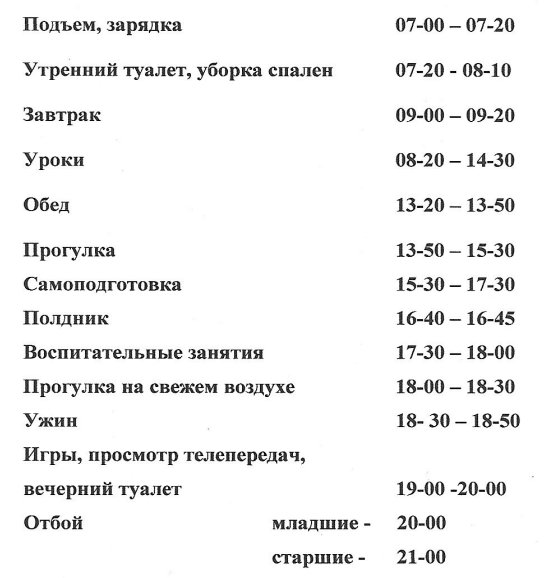 Подъем, зарядка 07-00 – 07-20
Утренний туалет, уборка спален 07-20 - 08-10
Завтрак 09-00 – 09-20
Уроки 08-20 – 14-30
Обед 13-20 – 13-50
Прогулка 13-50 – 15-30
Самоподготовка 15-30 – 17-30
Полдник 16-40 – 16-45
Воспитательные занятия 17-30 – 18-00
Прогулка на свежем воздухе 18-00 – 18-30
Ужин 18- 30 – 18-50
Игры, просмотр телепередач,
вечерний туалет 19-00 -20-00
Отбой младшие - 20-00
старшие - 21-00